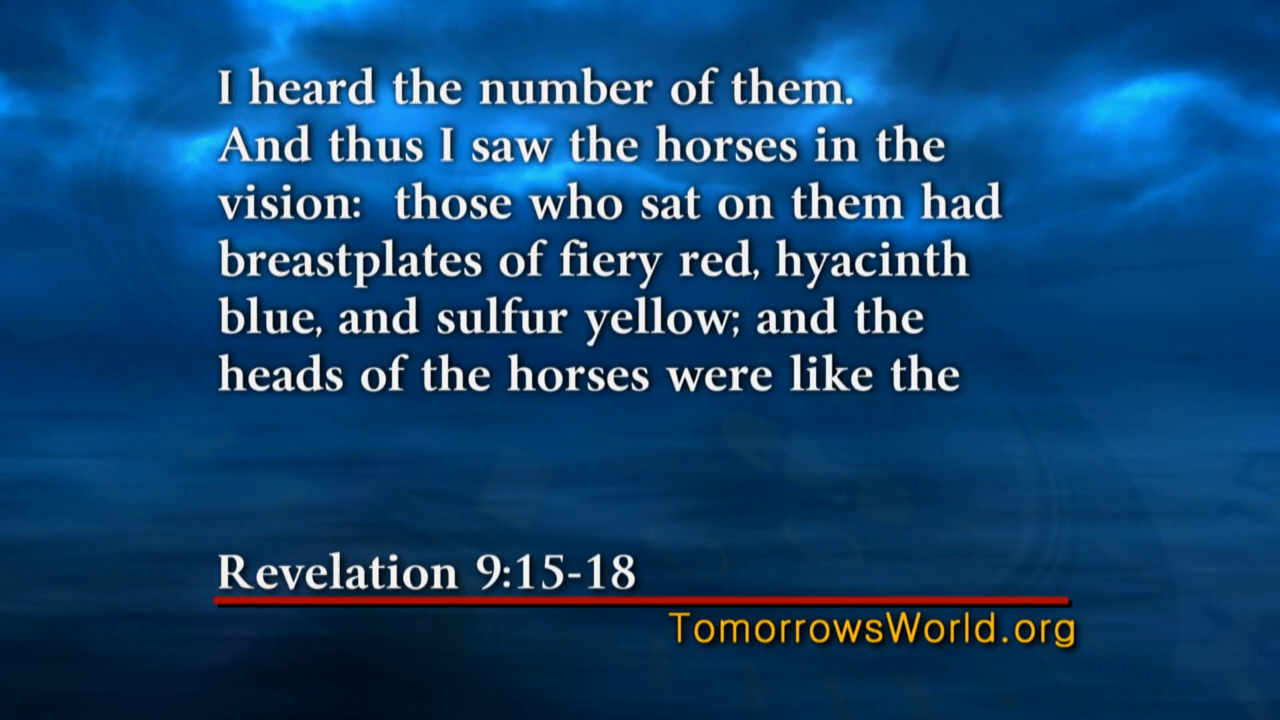 I heard the number of them.
And thus I saw the horses in the
vision: those who sat on them had
breastplates of fiery red, hyacinth
blue, and sulfur yellow; and the
heads of the horses were like the
Revelation 9:15-18
TomorrowsWorld.org